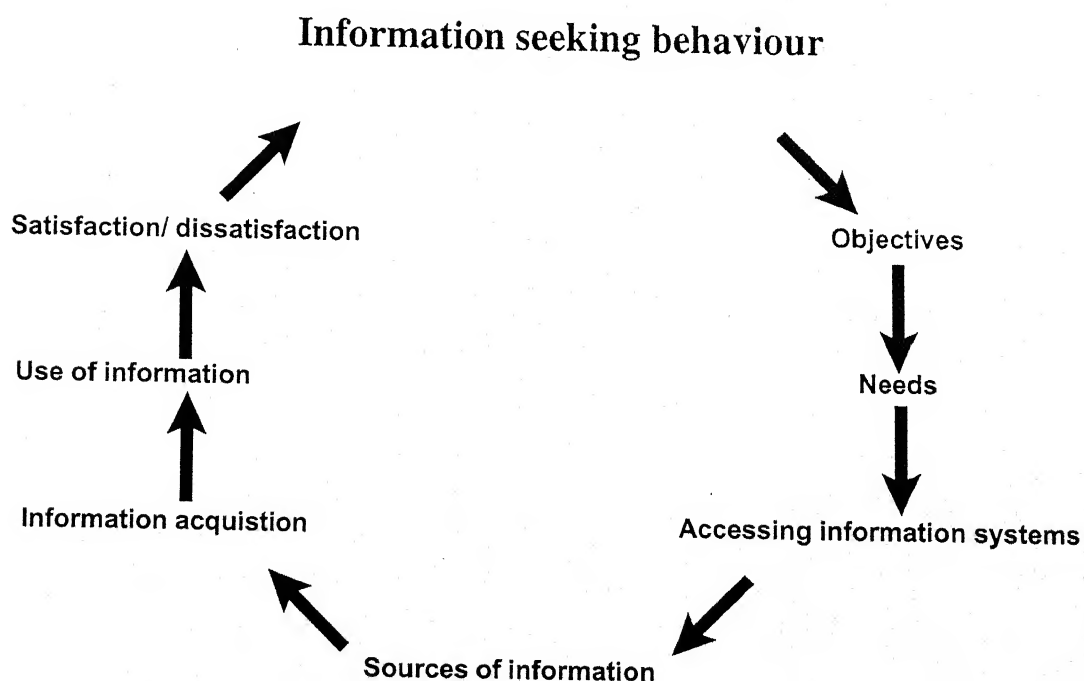 Information seeking behaviour
Objectives
Needs
Accessing information systems
Sources of information
Information acquistion
Use of information
Satisfaction/ dissatisfaction